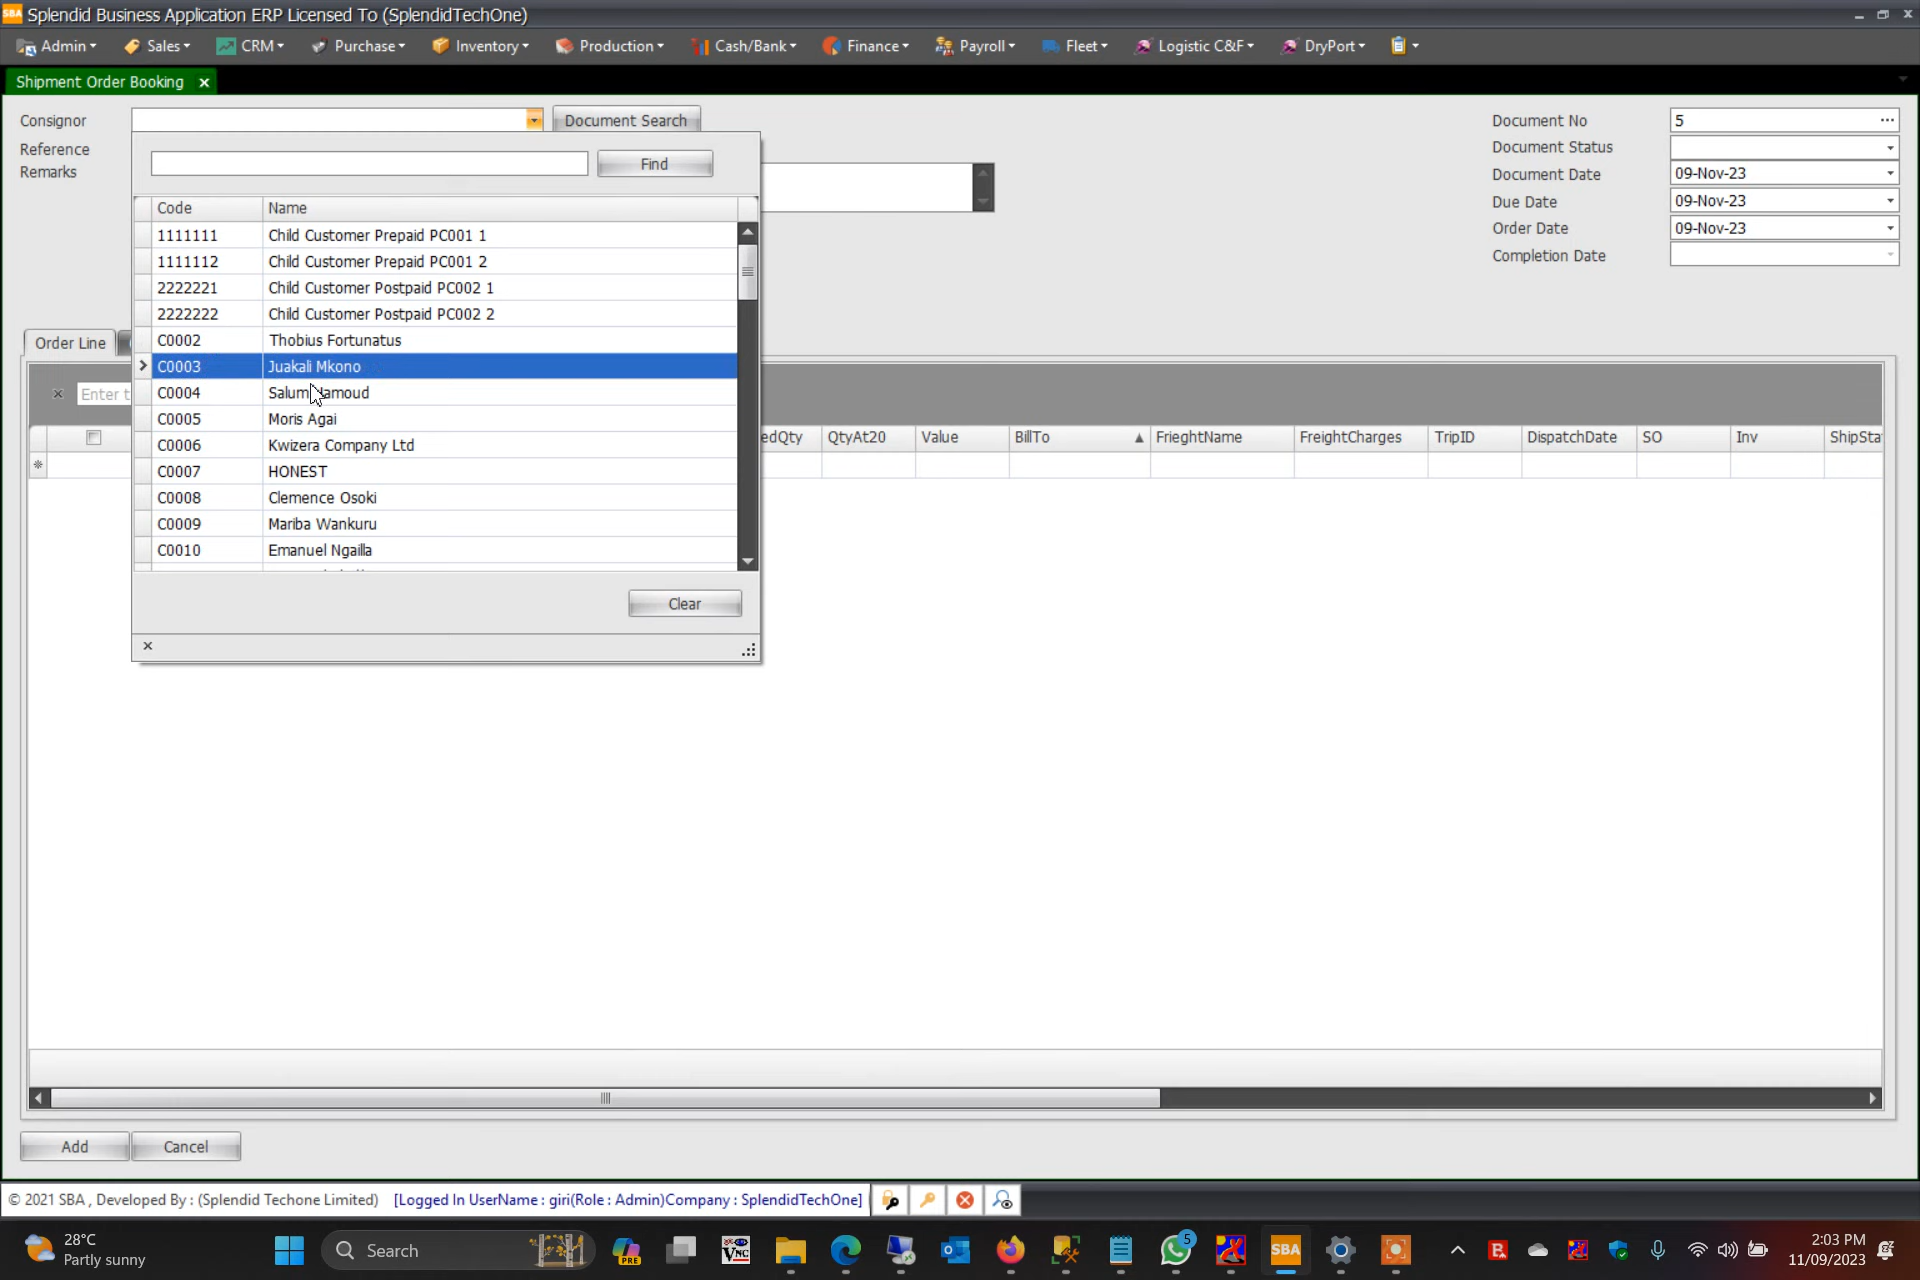 SBA Splendid Business Application ERP Licensed To (SplendidTechOne)
Admin Sales CRM Purchase Inventory Production Cash/Bank Finance Payroll Fleet Logistic C&F DryPort
Shipment Order Booking
Consignor Document Search Document No 5
Reference Document Status
Remarks Find Document Date 09-Nov-23
Due Date 09-Nov-23
Code Name Order Date 09-Nov-23
1111111 Child Customer Prepaid PC001 1 Completion Date
1111112 Child Customer Prepaid PC001 2
2222221 Child Customer Postpaid PC002 1
2222222 Child Customer Postpaid PC002 2
C0002 Thobius Fortunatus
Order Line
C0003 Juakali Mkono
Enter t C0004 Salum amoud
C0005 Moris Agai
edQty QtyAt20 Value BillTo FrieghtName FreightCharges TripID DispatchDate SO Inv ShipSta
C0006 Kwizera Company Ltd
C0007 HONEST
C0008 Clemence Osoki
C0009 Mariba Wankuru
C0010 Emanuel Ngailla
Clear
Add Cancel
© 2021 SBA , Developed By : (Splendid Techone Limited) [Logged In UserName : giri(Role : Admin)Company : SplendidTechOne]
28°C
Partly sunny
Search PRE VNC 5 SBA
2:03 PM
11/09/2023